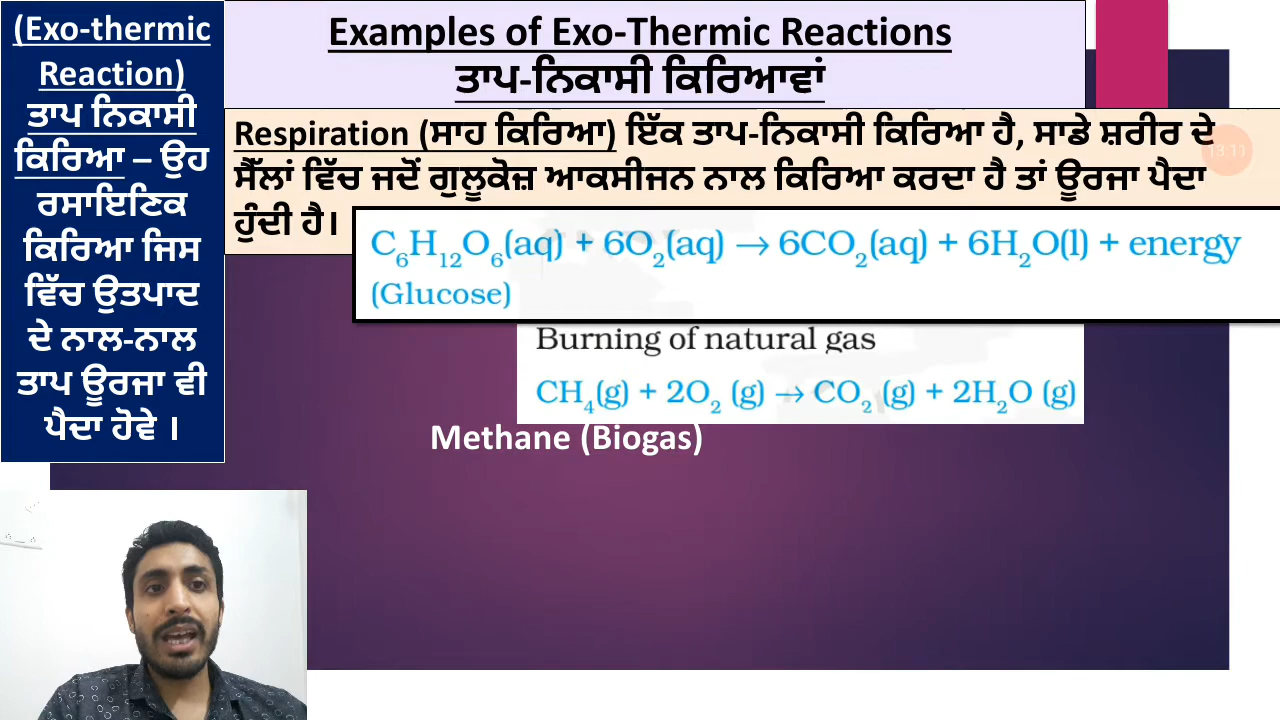 (Exo-thermic
Reaction)
ਤਾਪ ਨਿਕਾਸੀ
ਕਿਰਿਆ – ਉਹ
ਰਸਾਇਣਿਕ
ਕਿਰਿਆ ਜਿਸ
ਵਿੱਚ ਉਤਪਾਦ
ਦੇ ਨਾਲ-ਨਾਲ
ਤਾਪ ਊਰਜਾ ਵੀ
ਪੈਦਾ ਹੋਵੇ ।
Examples of Exo-Thermic Reactions
ਤਾਪ-ਨਿਕਾਸੀ ਕਿਰਿਆਵਾਂ
Respiration (ਸਾਹ ਕਿਰਿਆ) ਇੱਕ ਤਾਪ-ਨਿਕਾਸੀ ਕਿਰਿਆ ਹੈ, ਸਾਡੇ ਸ਼ਰੀਰ ਦੇ
ਸੈੱਲਾਂ ਵਿੱਚ ਜਦੋਂ ਗੁਲੂਕੋਜ਼ ਆਕਸੀਜਨ ਨਾਲ ਕਿਰਿਆ ਕਰਦਾ ਹੈ ਤਾਂ ਊਰਜਾ ਪੈਦਾ
ਹੁੰਦੀ ਹੈ।
C₆H₁₂O₆(aq) + 6O₂(aq) → 6CO₂(aq) + 6H₂O(l) + energy
(Glucose)
Burning of natural gas
CH₄(g) + 2O₂ (g) → CO₂ (g) + 2H₂O (g)
Methane (Biogas)